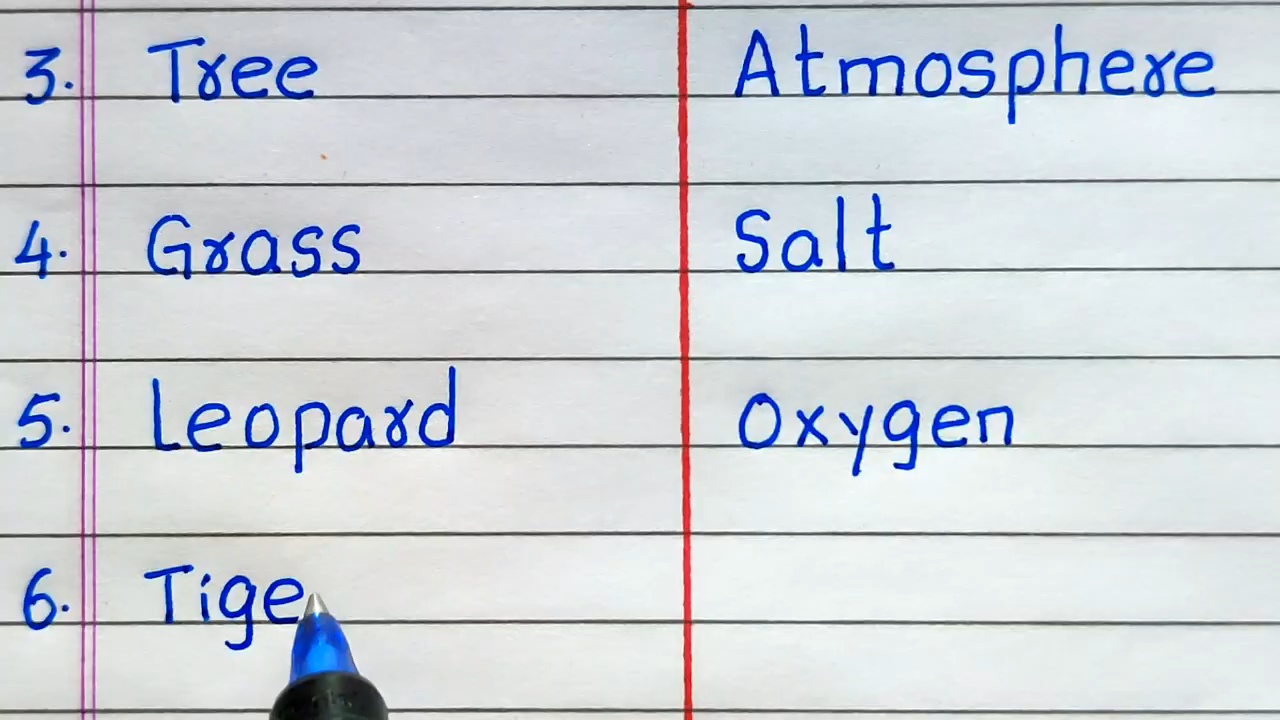 3. Tree Atmosphere
4. Grass Salt
5. Leopard Oxygen
6. Tige